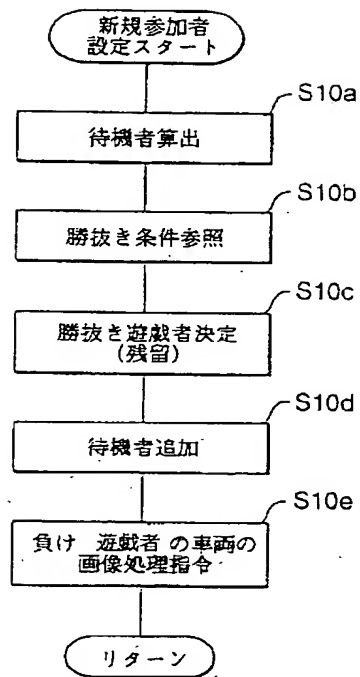 新規参加者
設定スタート
S10a
待機者算出
S10b
勝抜き条件参照
S10c
勝抜き遊戯者決定
(残留)
S10d
待機者追加
S10e
負け 遊戯者 の車両の
画像処理指令
リターン